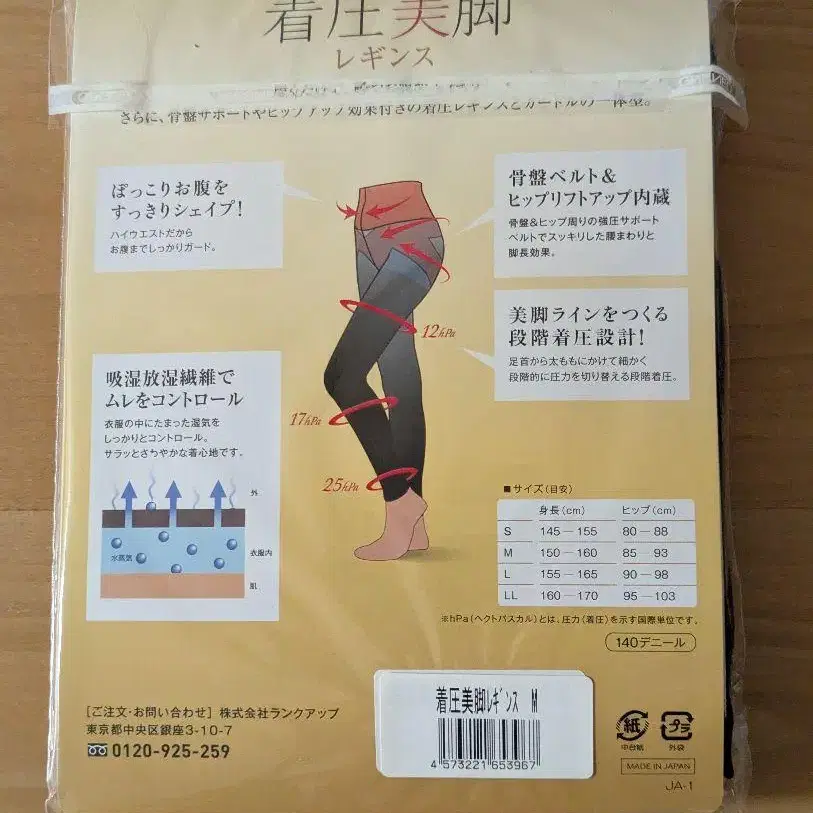 着圧美脚
レギンス
さらに、骨盤サポートやヒップアップ効果付きの着圧レギンスとガードルの一体型。
ぽっこりお腹を
すっきりシェイプ!
ハイウエストだから
お腹までしっかりガード。
骨盤ベルト&
ヒップリフトアップ内蔵
骨盤&ヒップ周りの強圧サポート
ベルトでスッキリした腰まわりと
脚長効果。
美脚ラインをつくる
段階着圧設計!
足首から太ももにかけて細かく
段階的に圧力を切り替える段階着圧。
12hPa
17hPa
25hPa
吸湿放湿繊維で
ムレをコントロール
衣服の中にたまった湿気を
しっかりとコントロール。
サラッとさわやかな着心地です。
外
水蒸気
衣服内
肌
■サイズ(目安)
身長(cm) ヒップ(cm)
S 145―155 80―88
M 150―160 85―93
L 155―165 90―98
LL 160―170 95―103
※hPa(ヘクトパスカル)とは、圧力(着圧)を示す国際単位です。
140デニール
[ご注文・お問い合わせ] 株式会社ランクアップ
東京都中央区銀座3-10-7
0120-925-259
着圧美脚ﾚｷﾞﾝｽ M
4 573221 653967
紙
中台紙
プラ
外袋
MADE IN JAPAN
JA-1